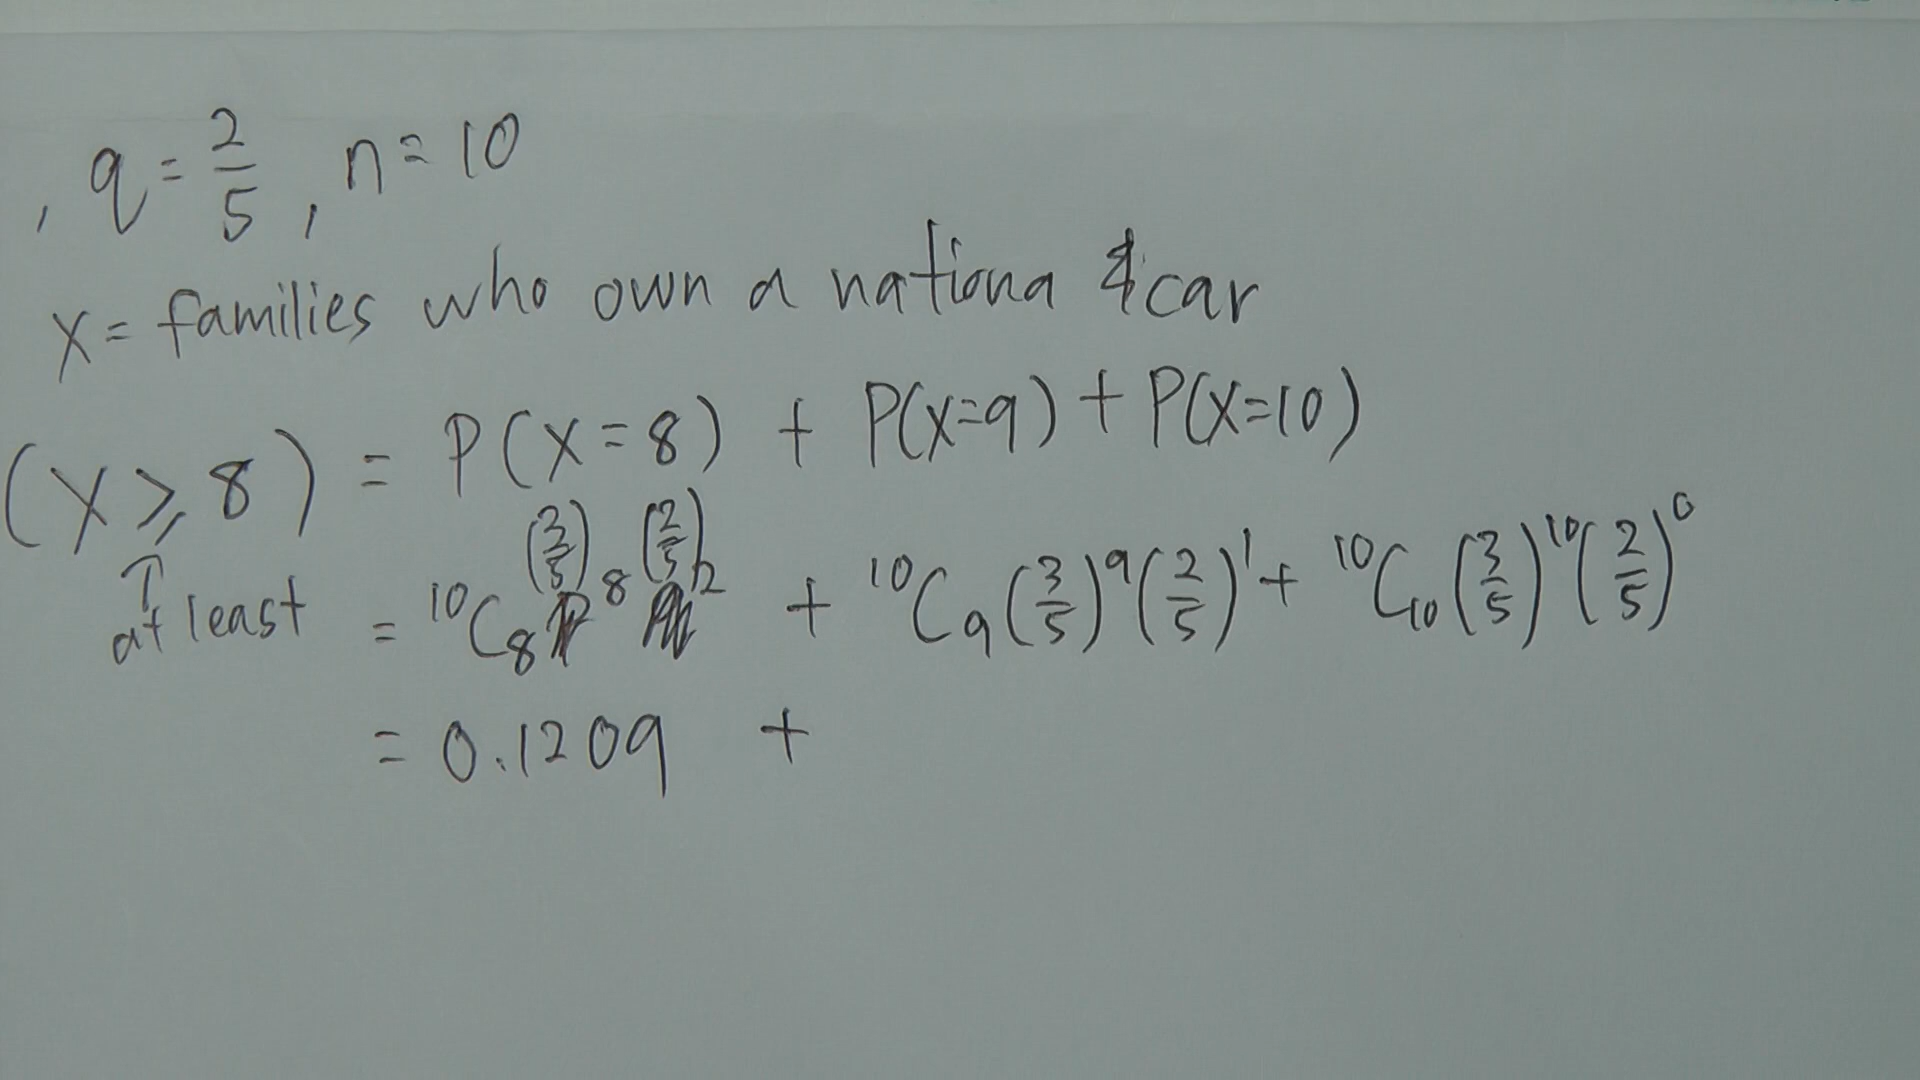 , q = 2/5 , n = 10
X = families who own a nationa & car
(X ≥ 8) = P(X = 8) + P(X=9) + P(X=10)
↑
at least = ¹⁰C₈ (3/5)⁸ (2/5)² + ¹⁰C₉ (3/5)⁹ (2/5)¹ + ¹⁰C₁₀ (3/5)¹⁰ (2/5)⁰
= 0.1209 +